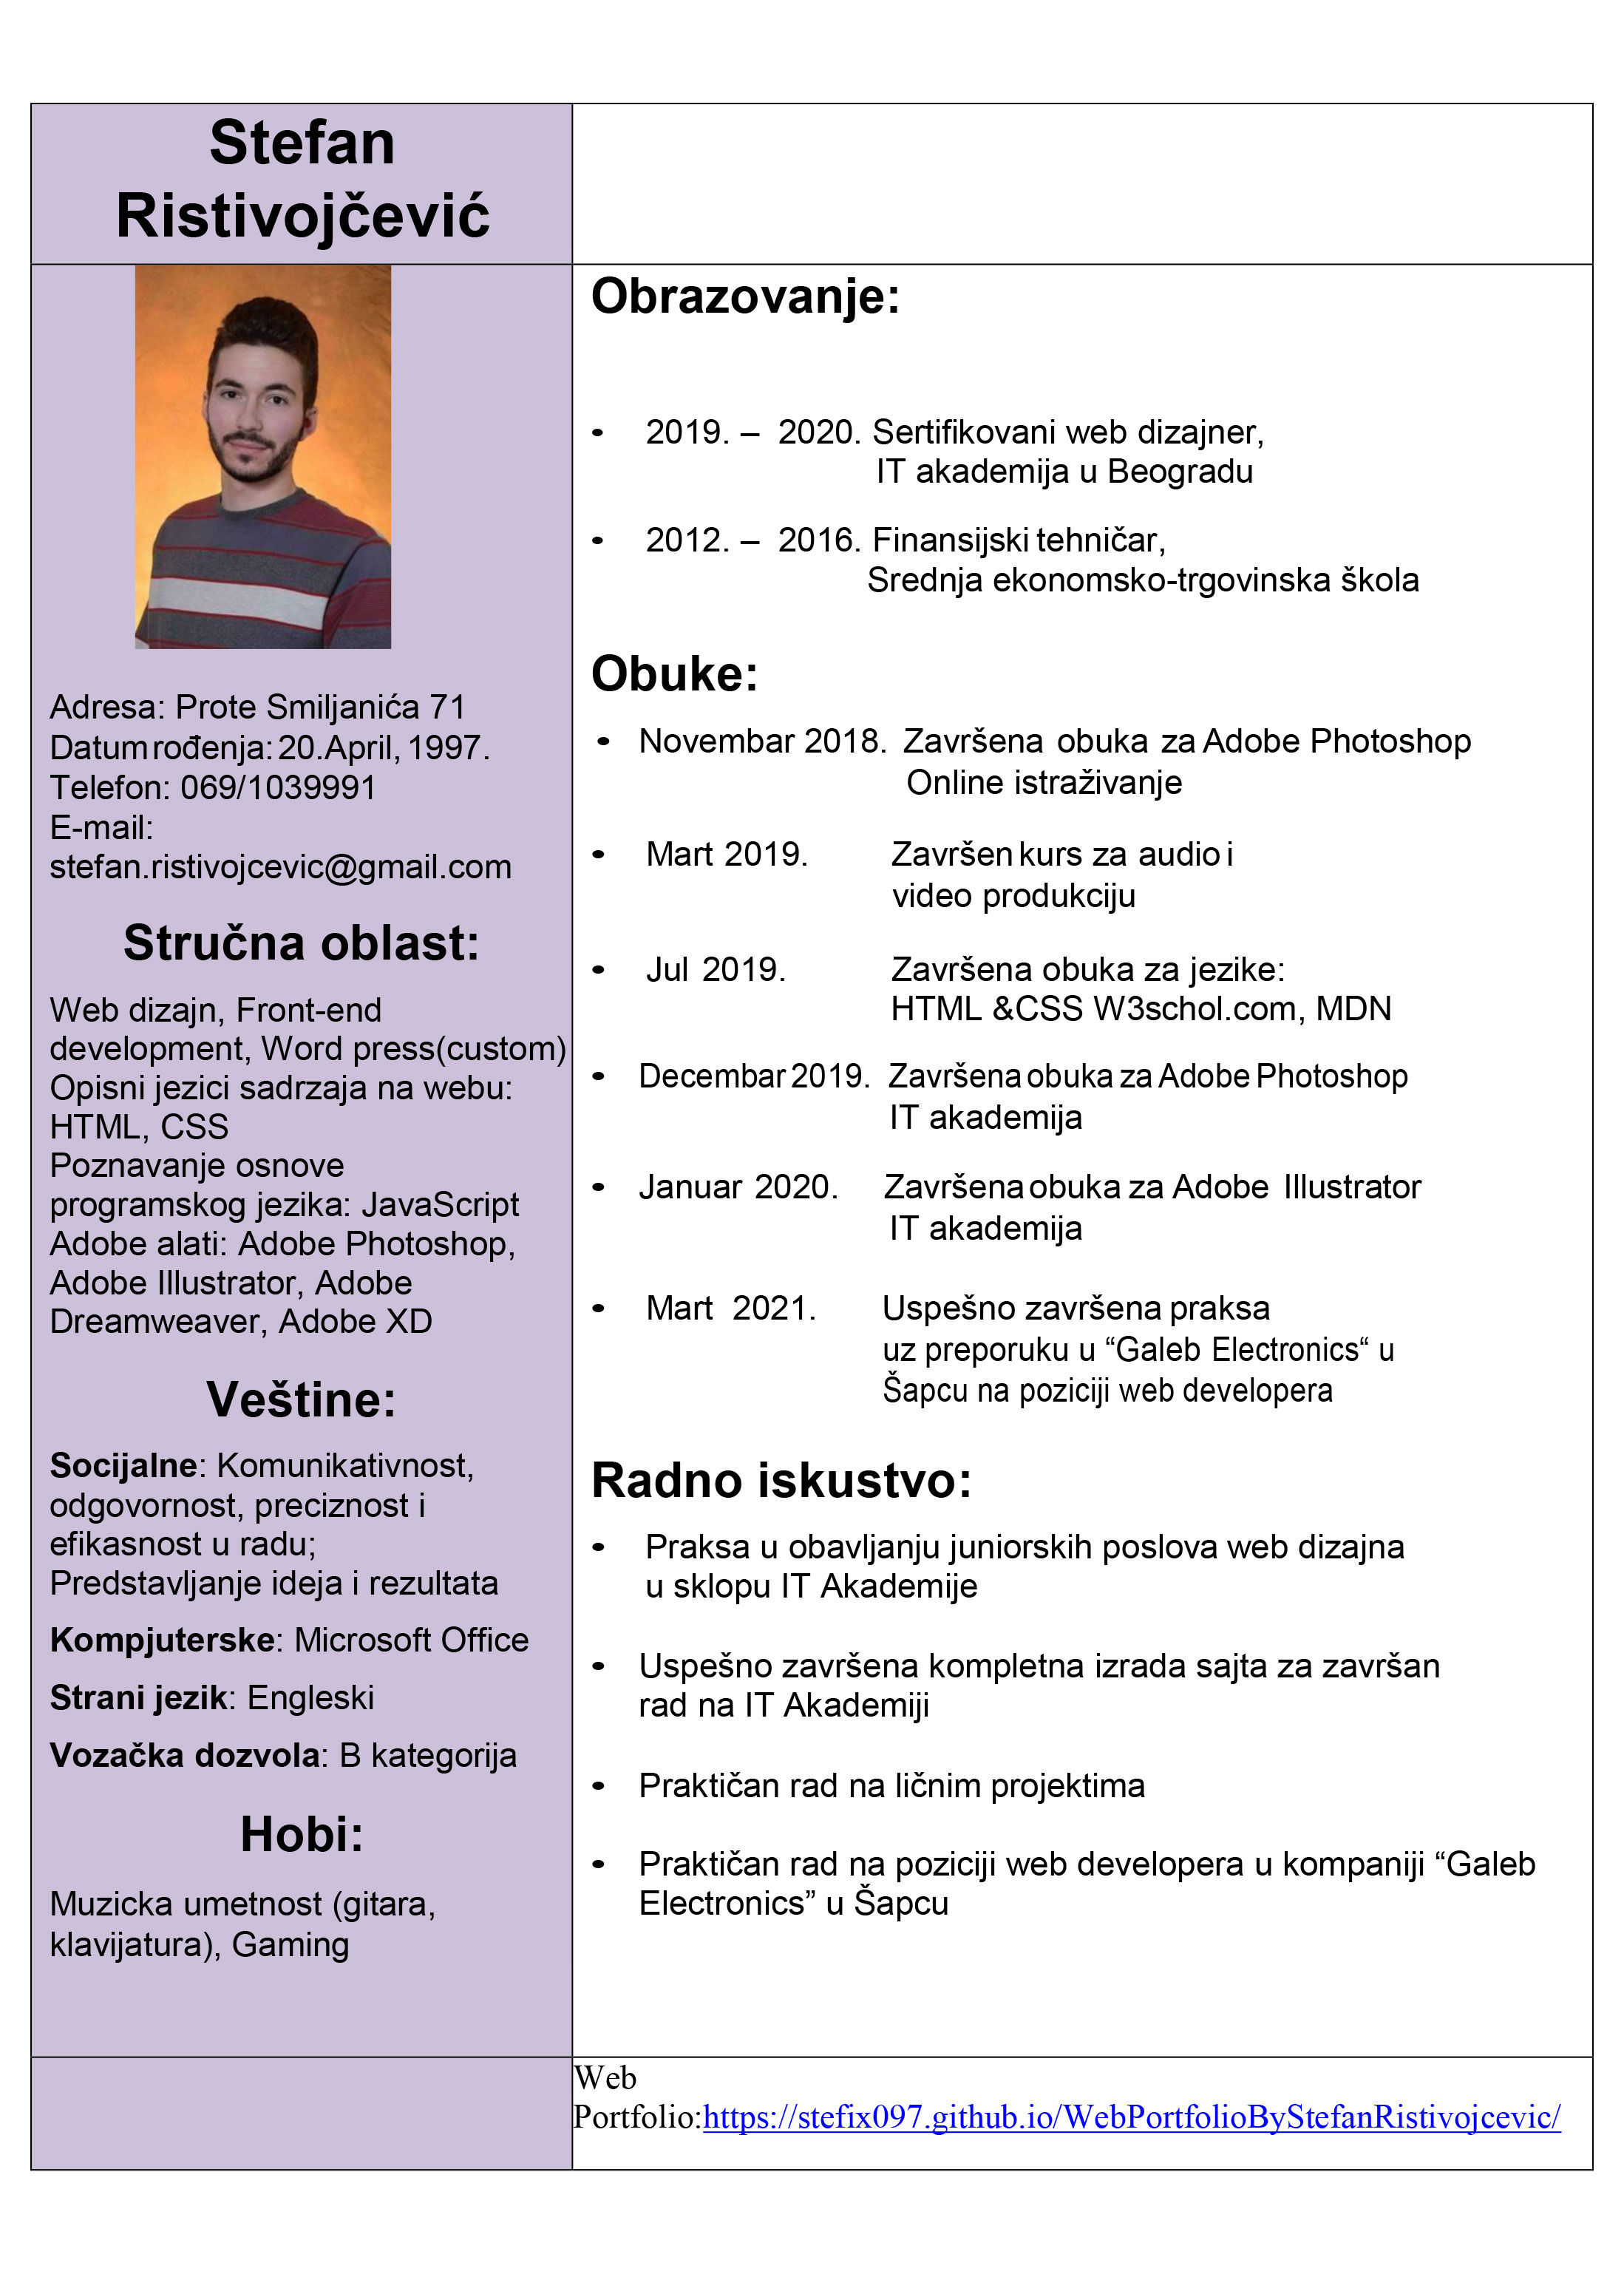 Stefan
Ristivojčević
Adresa: Prote Smiljanića 71
Datum rođenja: 20.April, 1997.
Telefon: 069/1039991
E-mail:
stefan.ristivojcevic@gmail.com
Stručna oblast:
Web dizajn, Front-end
development, Word press(custom)
Opisni jezici sadrzaja na webu:
HTML, CSS
Poznavanje osnove
programskog jezika: JavaScript
Adobe alati: Adobe Photoshop,
Adobe Illustrator, Adobe
Dreamweaver, Adobe XD
Veštine:
Socijalne: Komunikativnost,
odgovornost, preciznost i
efikasnost u radu;
Predstavljanje ideja i rezultata
Kompjuterske: Microsoft Office
Strani jezik: Engleski
Vozačka dozvola: B kategorija
Hobi:
Muzicka umetnost (gitara,
klavijatura), Gaming
Obrazovanje:
• 2019. – 2020. Sertifikovani web dizajner,
IT akademija u Beogradu
• 2012. – 2016. Finansijski tehničar,
Srednja ekonomsko-trgovinska škola
Obuke:
• Novembar 2018. Završena obuka za Adobe Photoshop
Online istraživanje
• Mart 2019. Završen kurs za audio i
video produkciju
• Jul 2019. Završena obuka za jezike:
HTML &CSS W3schol.com, MDN
• Decembar 2019. Završena obuka za Adobe Photoshop
IT akademija
• Januar 2020. Završena obuka za Adobe Illustrator
IT akademija
• Mart 2021. Uspešno završena praksa
uz preporuku u “Galeb Electronics“ u
Šapcu na poziciji web developera
Radno iskustvo:
• Praksa u obavljanju juniorskih poslova web dizajna
u sklopu IT Akademije
• Uspešno završena kompletna izrada sajta za završan
rad na IT Akademiji
• Praktičan rad na ličnim projektima
• Praktičan rad na poziciji web developera u kompaniji “Galeb
Electronics” u Šapcu
Web
Portfolio:https://stefix097.github.io/WebPortfolioByStefanRistivojcevic/